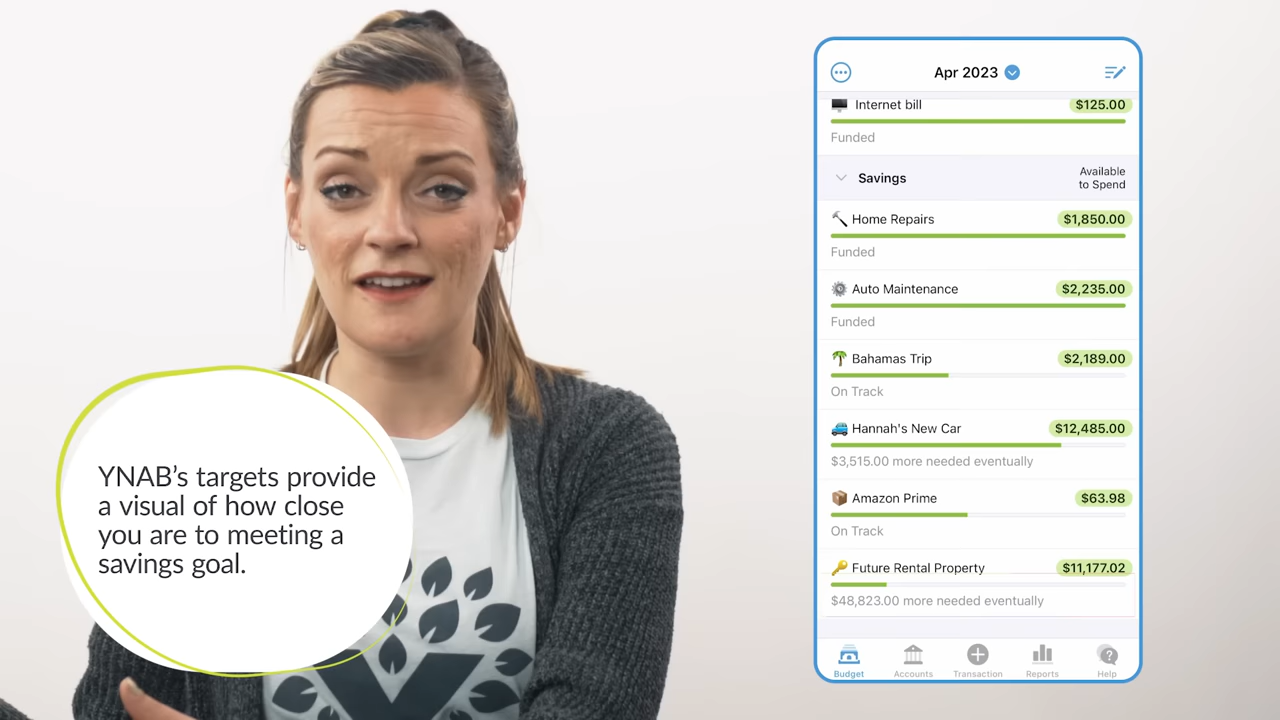 YNAB’s targets provide
a visual of how close
you are to meeting a
savings goal.
Apr 2023
Internet bill $125.00
Funded
Savings Available
to Spend
Home Repairs $1,850.00
Funded
Auto Maintenance $2,235.00
Funded
Bahamas Trip $2,189.00
On Track
Hannah's New Car $12,485.00
$3,515.00 more needed eventually
Amazon Prime $63.98
On Track
Future Rental Property $11,177.02
$48,823.00 more needed eventually
Budget Accounts Transaction Reports Help